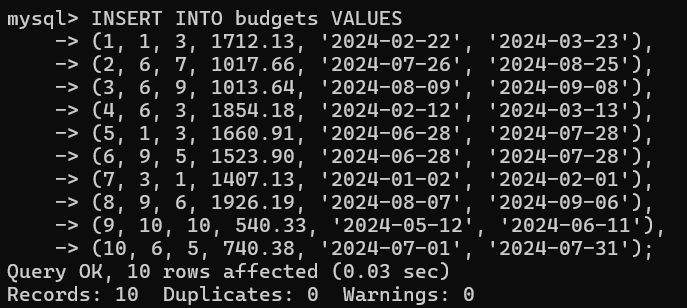 mysql> INSERT INTO budgets VALUES
    -> (1, 1, 3, 1712.13, '2024-02-22', '2024-03-23'),
    -> (2, 6, 7, 1017.66, '2024-07-26', '2024-08-25'),
    -> (3, 6, 9, 1013.64, '2024-08-09', '2024-09-08'),
    -> (4, 6, 3, 1854.18, '2024-02-12', '2024-03-13'),
    -> (5, 1, 3, 1660.91, '2024-06-28', '2024-07-28'),
    -> (6, 9, 5, 1523.90, '2024-06-28', '2024-07-28'),
    -> (7, 3, 1, 1407.13, '2024-01-02', '2024-02-01'),
    -> (8, 9, 6, 1926.19, '2024-08-07', '2024-09-06'),
    -> (9, 10, 10, 540.33, '2024-05-12', '2024-06-11'),
    -> (10, 6, 5, 740.38, '2024-07-01', '2024-07-31');
Query OK, 10 rows affected (0.03 sec)
Records: 10  Duplicates: 0  Warnings: 0